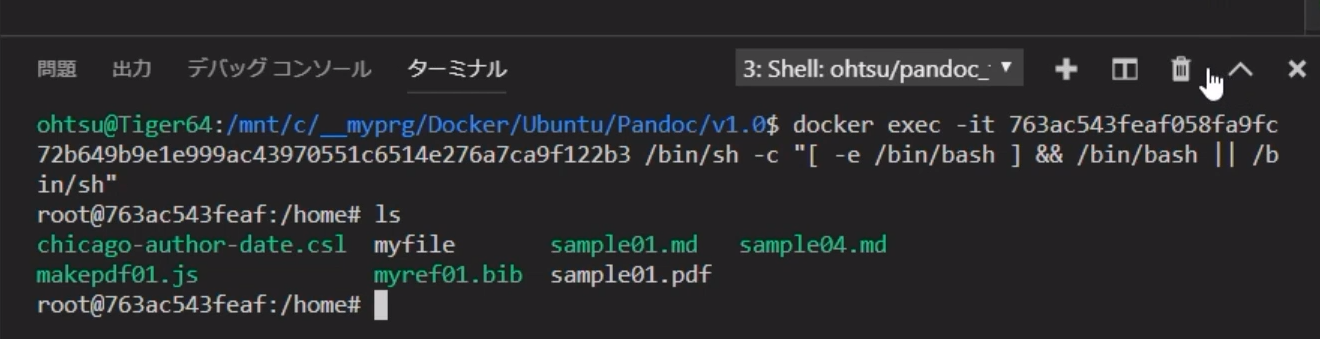 問題 出力 デバッグ コンソール ターミナル 3: Shell: ohtsu/pandoc_
ohtsu@Tiger64:/mnt/c/__myprg/Docker/Ubuntu/Pandoc/v1.0$ docker exec -it 763ac543feaf058fa9fc
72b649b9e1e999ac43970551c6514e276a7ca9f122b3 /bin/sh -c "[ -e /bin/bash ] && /bin/bash || /b
in/sh"
root@763ac543feaf:/home# ls
chicago-author-date.csl myfile sample01.md sample04.md
makepdf01.js myref01.bib sample01.pdf
root@763ac543feaf:/home#